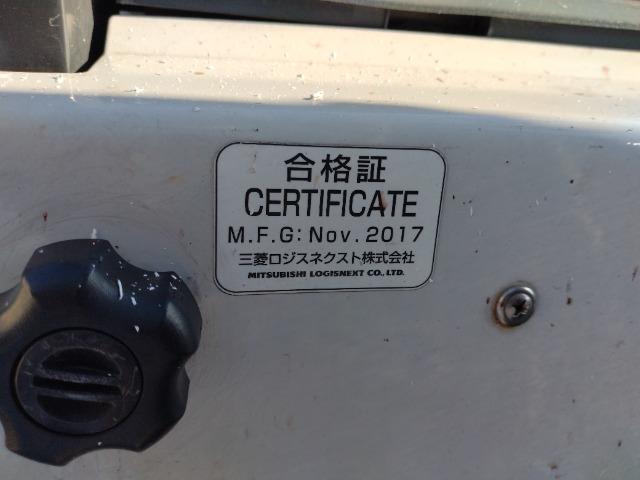 合格証
CERTIFICATE
M.F.G: Nov. 2017
三菱ロジスネクスト株式会社
MITSUBISHI LOGISNEXT CO., LTD.